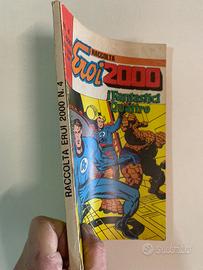 RACCOLTA EROI 2000 N. 4
RACCOLTA
Eroi 2000
I Fantastici
Quattro
Subito.it